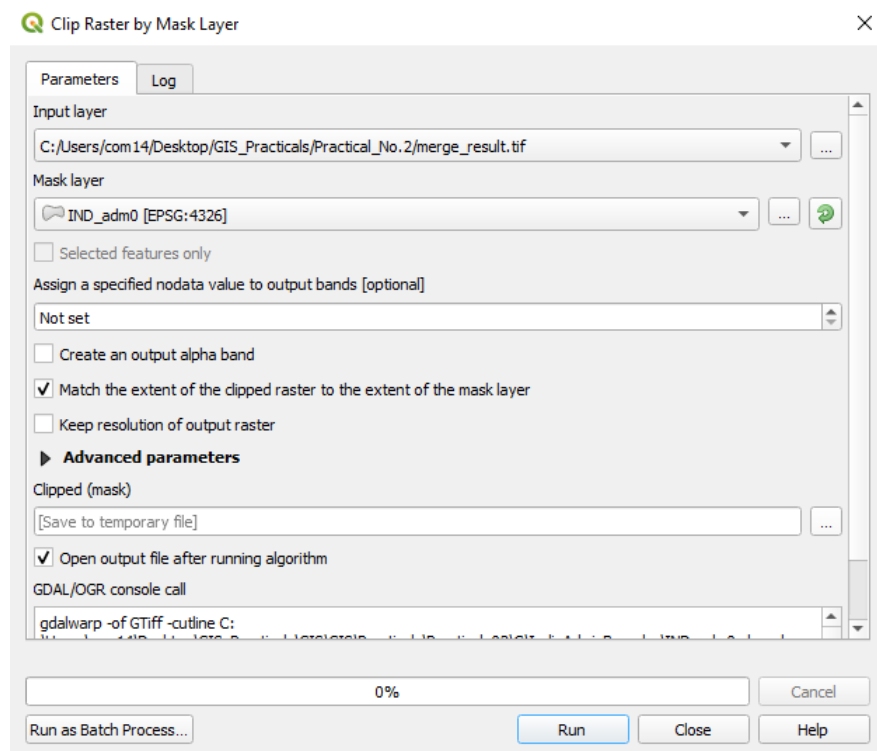 Clip Raster by Mask Layer
Parameters
Log
Input layer
C:/Users/com14/Desktop/GIS_Practicals/Practical_No.2/merge_result.tif
...
Mask layer
IND_adm0 [EPSG:4326]
...
Selected features only
Assign a specified nodata value to output bands [optional]
Not set
Create an output alpha band
Match the extent of the clipped raster to the extent of the mask layer
Keep resolution of output raster
Advanced parameters
Clipped (mask)
[Save to temporary file]
...
Open output file after running algorithm
GDAL/OGR console call
gdalwarp -of GTiff -cutline C:
0%
Cancel
Run as Batch Process...
Run
Close
Help